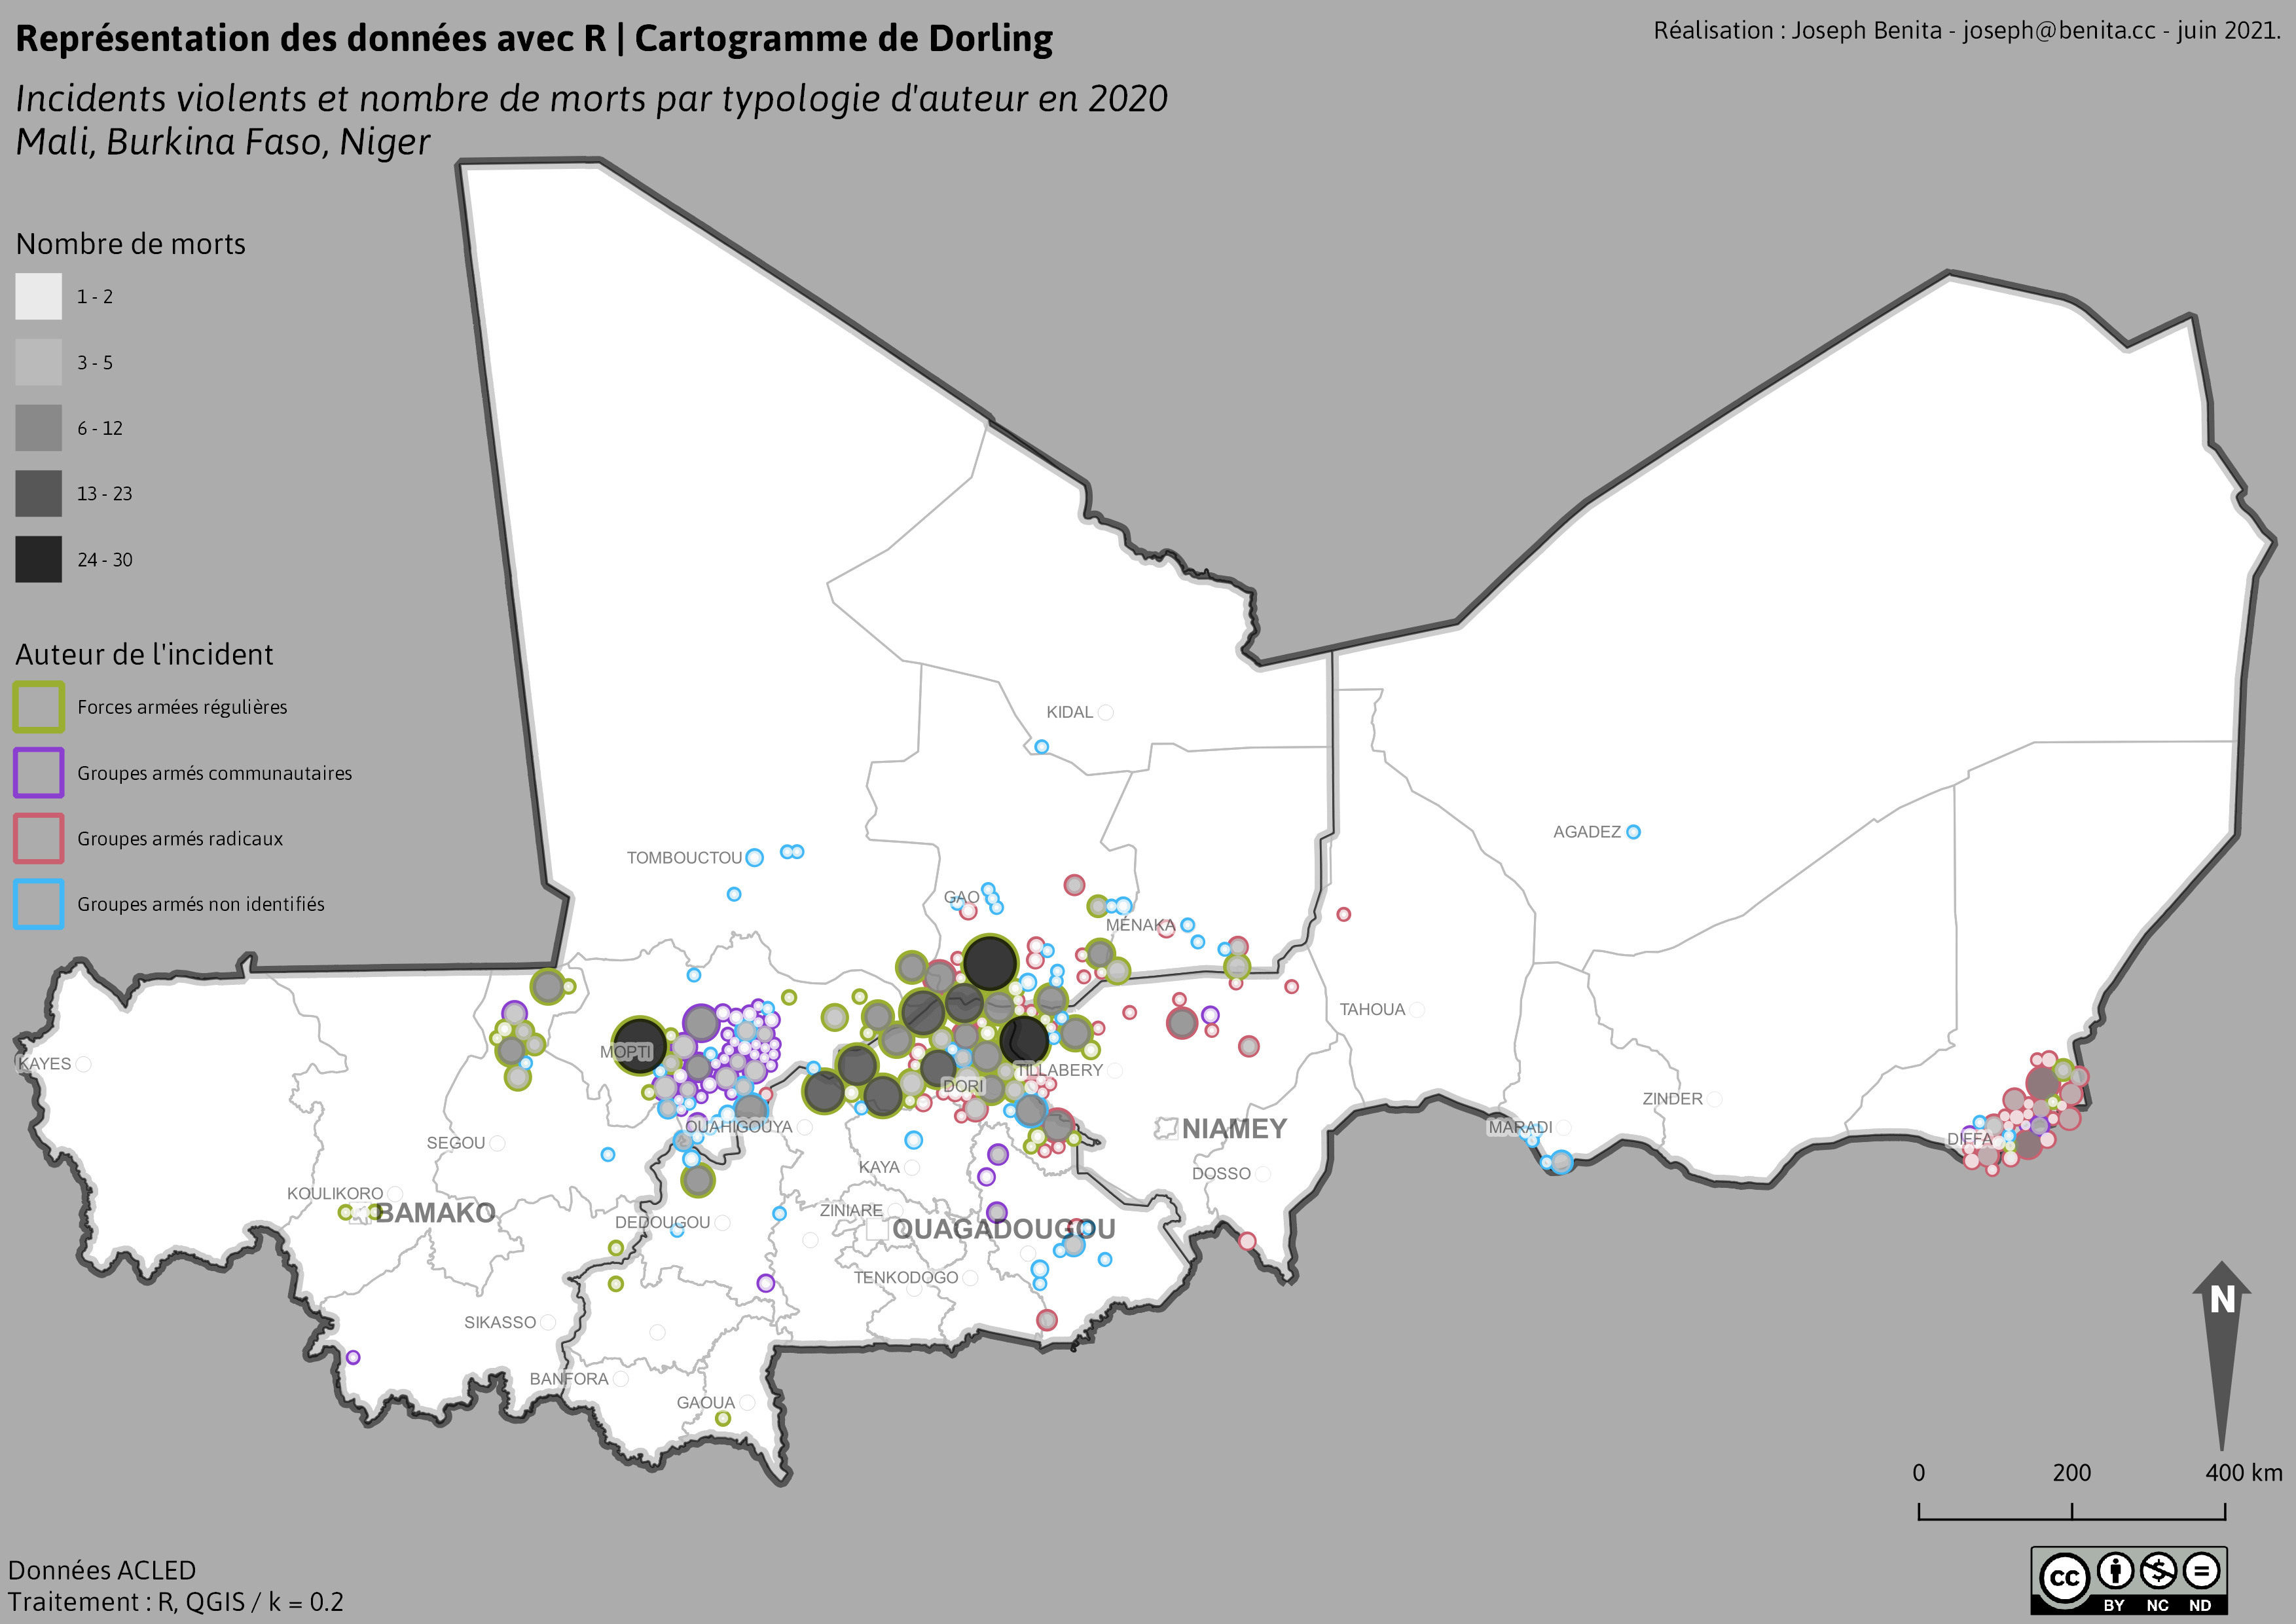 Représentation des données avec R | Cartogramme de Dorling
Réalisation : Joseph Benita - joseph@benita.cc - juin 2021.
Incidents violents et nombre de morts par typologie d'auteur en 2020
Mali, Burkina Faso, Niger
Nombre de morts
1 - 2
3 - 5
6 - 12
13 - 23
24 - 30
Auteur de l'incident
Forces armées régulières
Groupes armés communautaires
Groupes armés radicaux
Groupes armés non identifiés
KIDAL
AGADEZ
TOMBOUCTOU
GAO
MÉNAKA
TAHOUA
KAYES
MOPTI
TILLABERY
DORI
ZINDER
OUAHIGOUYA
NIAMEY
MARADI
DIFFA
SEGOU
KAYA
DOSSO
KOULIKORO
BAMAKO
ZINIARE
DEDOUGOU
OUAGADOUGOU
TENKODOGO
SIKASSO
BANFORA
GAOUA
N
0 200 400 km
Données ACLED
Traitement : R, QGIS / k = 0.2
cc
BY NC ND